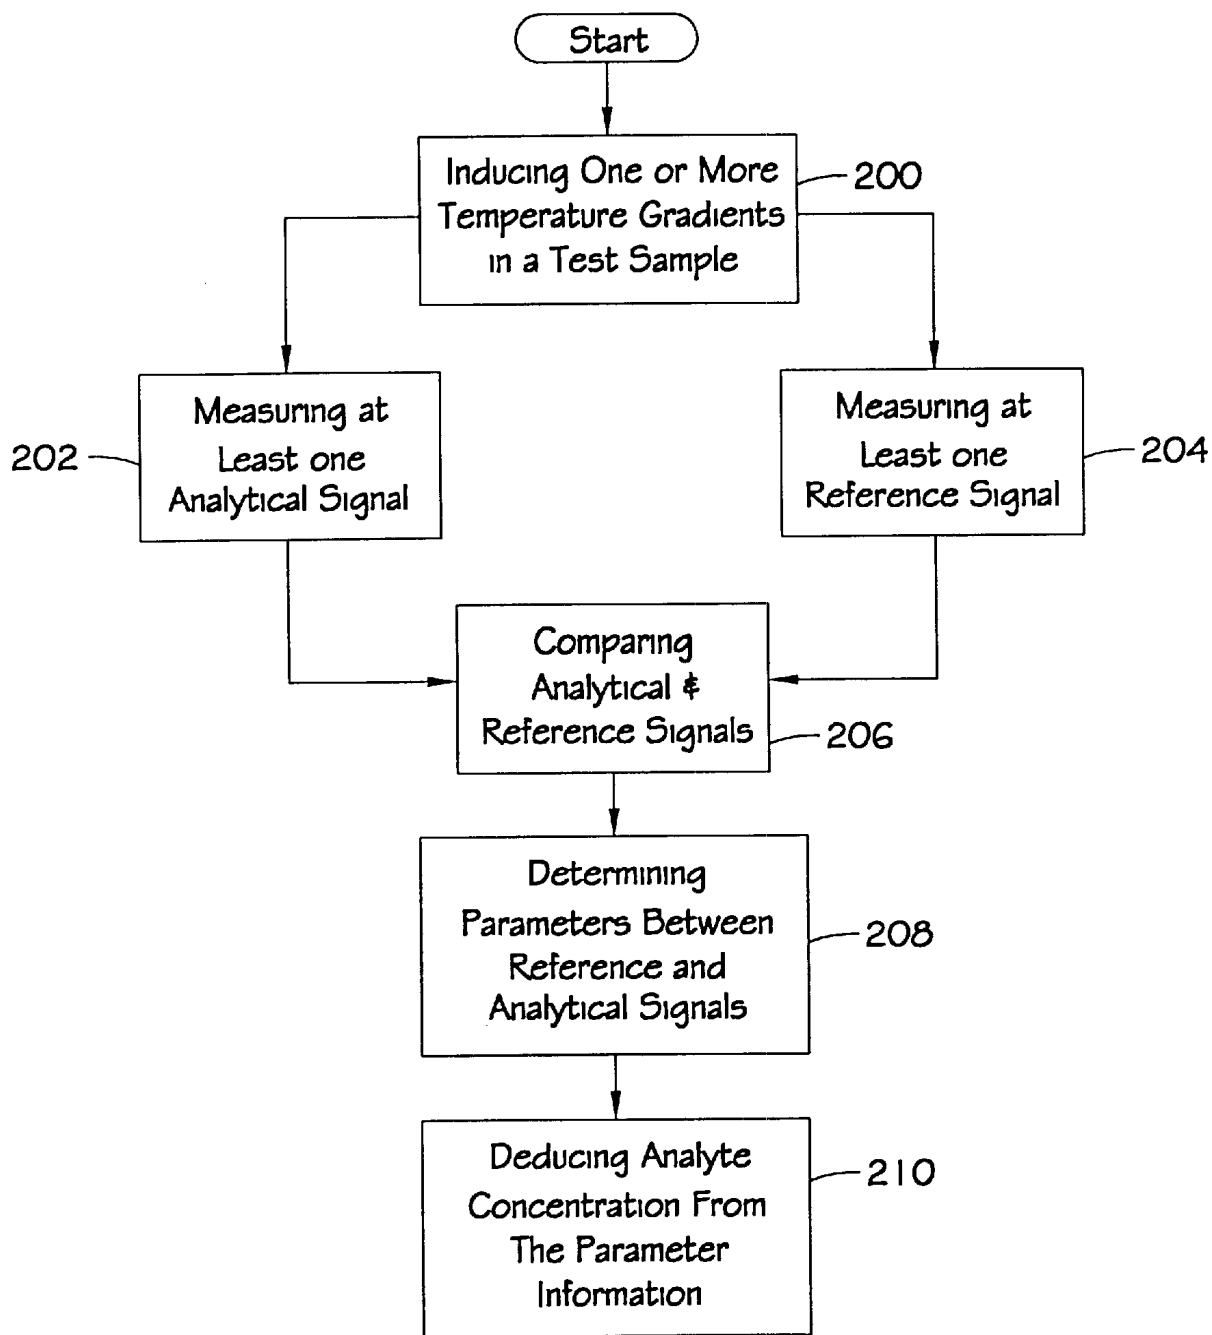 Start
Inducing One or More
Temperature Gradients
in a Test Sample
200
Measuring at
Least one
Analytical Signal
202
Measuring at
Least one
Reference Signal
204
Comparing
Analytical &
Reference Signals
206
Determining
Parameters Between
Reference and
Analytical Signals
208
Deducing Analyte
Concentration From
The Parameter
Information
210